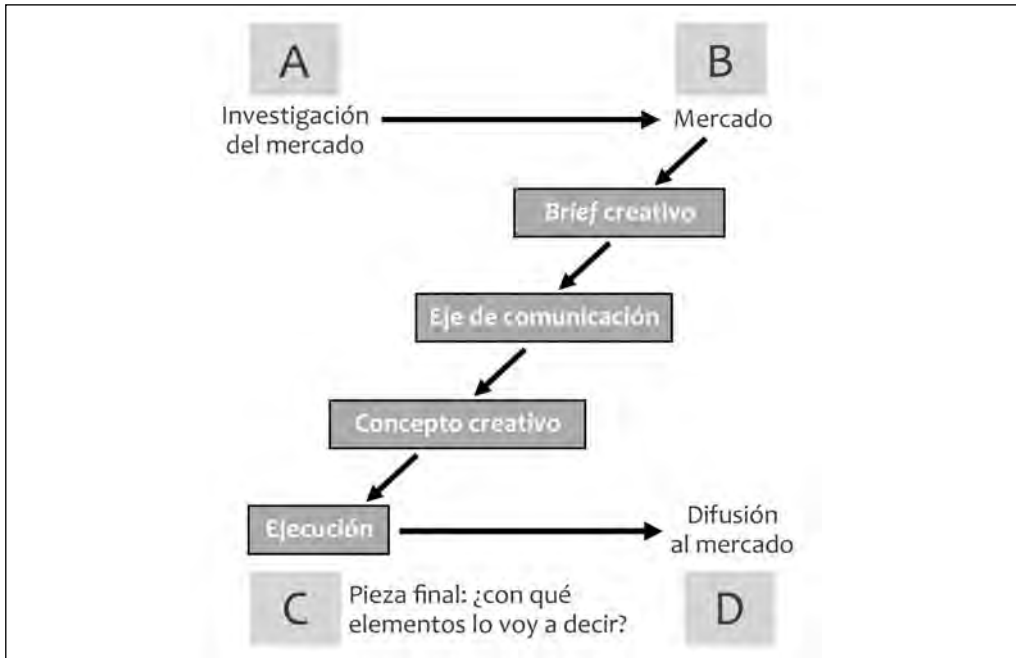 A
B
Investigación
del mercado
Mercado
Brief creativo
Eje de comunicación
Concepto creativo
Ejecución
Difusión
al mercado
C
Pieza final: ¿con qué
elementos lo voy a decir?
D